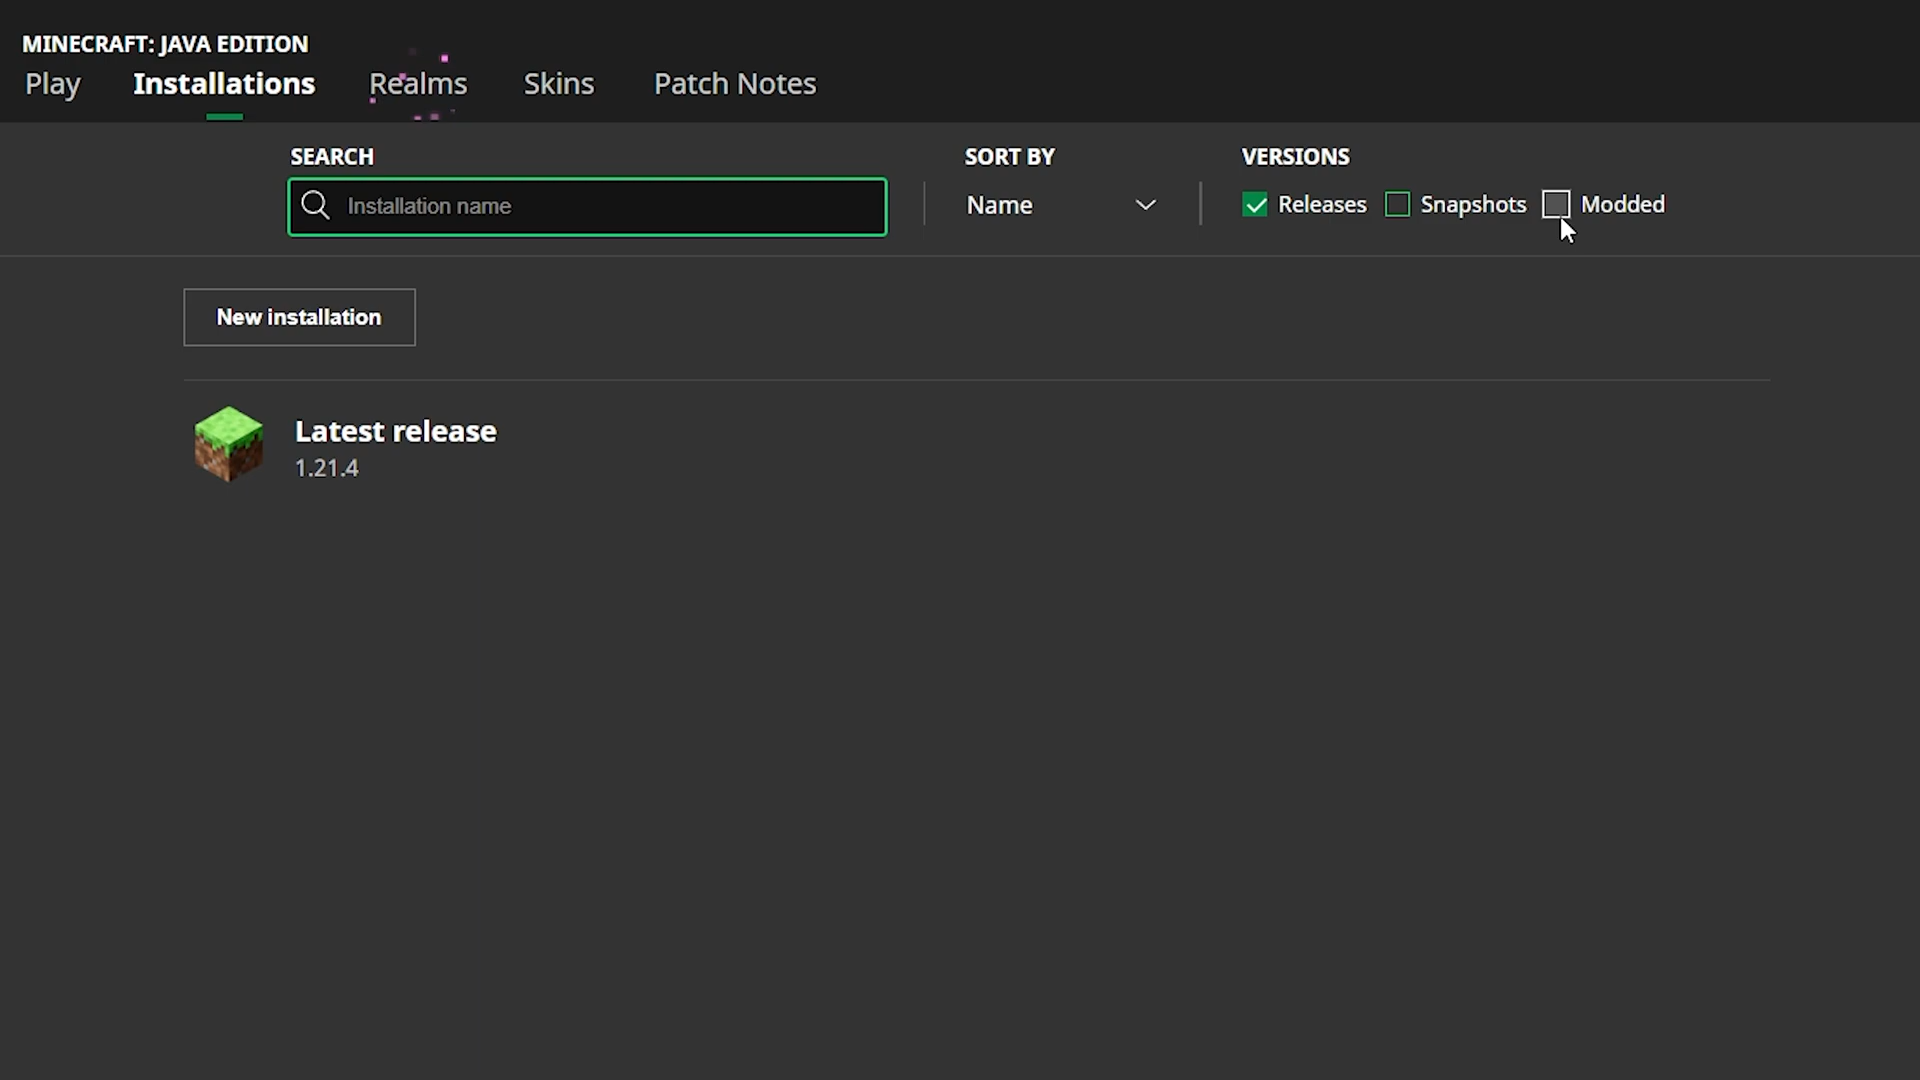 MINECRAFT: JAVA EDITION
Play Installations Realms Skins Patch Notes
SEARCH SORT BY VERSIONS
Installation name Name Releases Snapshots Modded
New installation
Latest release
1.21.4